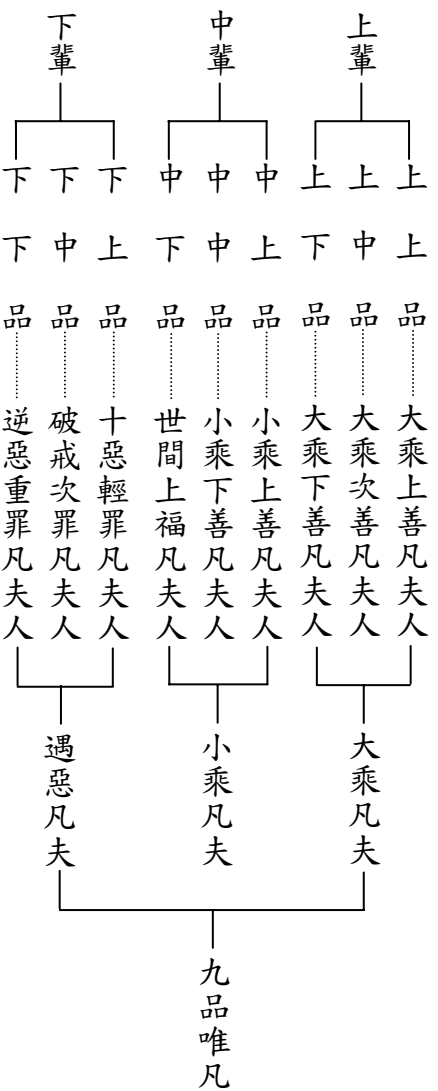 上輩
上上品………大乘上善凡夫人
上中品………大乘次善凡夫人
上下品………大乘下善凡夫人
大乘凡夫
中輩
中上品………小乘上善凡夫人
中中品………小乘下善凡夫人
中下品………世間上福凡夫人
小乘凡夫
下輩
下上品………十惡輕罪凡夫人
下中品………破戒次罪凡夫人
下下品………逆惡重罪凡夫人
遇惡凡夫
九品唯凡